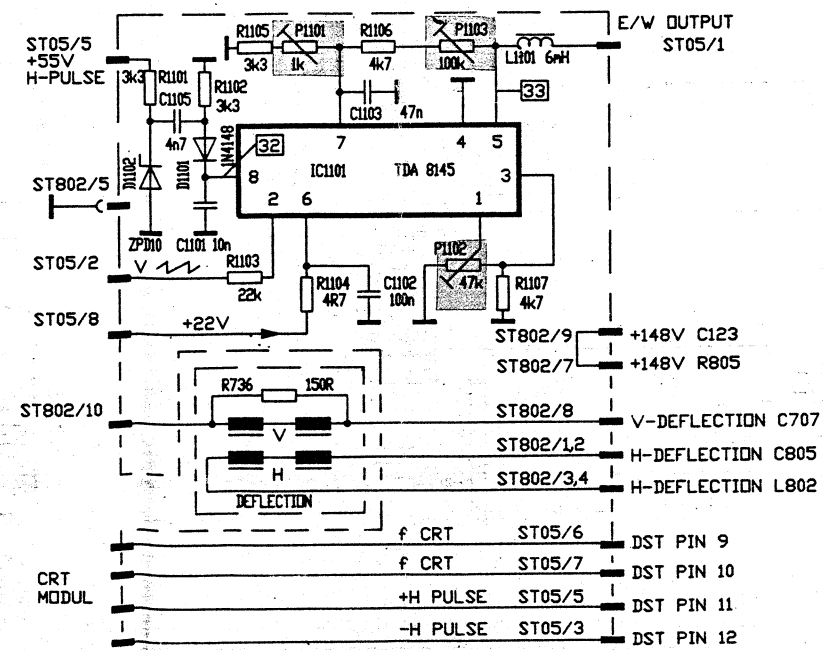 E/W OUTPUT
ST05/1
R1105
3k3
P1101
1k
R1106
4k7
P1103
100k
L1101 6mH
ST05/5
+55V
H-PULSE
3k3
R1101
C1105
4n7
R1102
3k3
C1103
47n
33
7
4
5
1N4148
32
IC1101
TDA 8145
8
3
2
6
1
D1102
D1101
ST802/5
ZPD10
C1101 10n
ST05/2
V
R1103
22k
R1104
4R7
C1102
100n
P1102
47k
R1107
4k7
ST05/8
+22V
ST802/9
+148V C123
ST802/7
+148V R805
R736
150R
ST802/10
V
ST802/8
V-DEFLECTION C707
H
ST802/1,2
H-DEFLECTION C805
ST802/3,4
H-DEFLECTION L802
DEFLECTION
CRT
MODUL
f CRT
ST05/6
DST PIN 9
f CRT
ST05/7
DST PIN 10
+H PULSE
ST05/5
DST PIN 11
-H PULSE
ST05/3
DST PIN 12